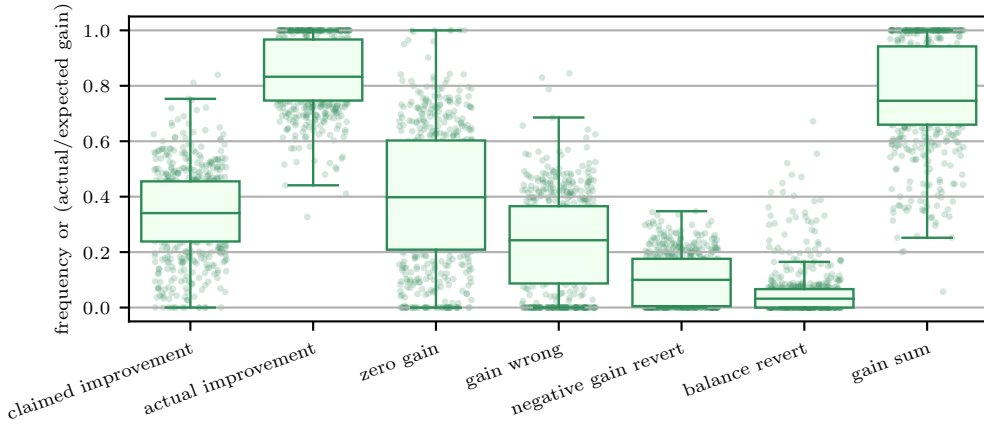 frequency or (actual/expected gain)
1.0
0.8
0.6
0.4
0.2
0.0
claimed improvement
actual improvement
zero gain
gain wrong
negative gain revert
balance revert
gain sum